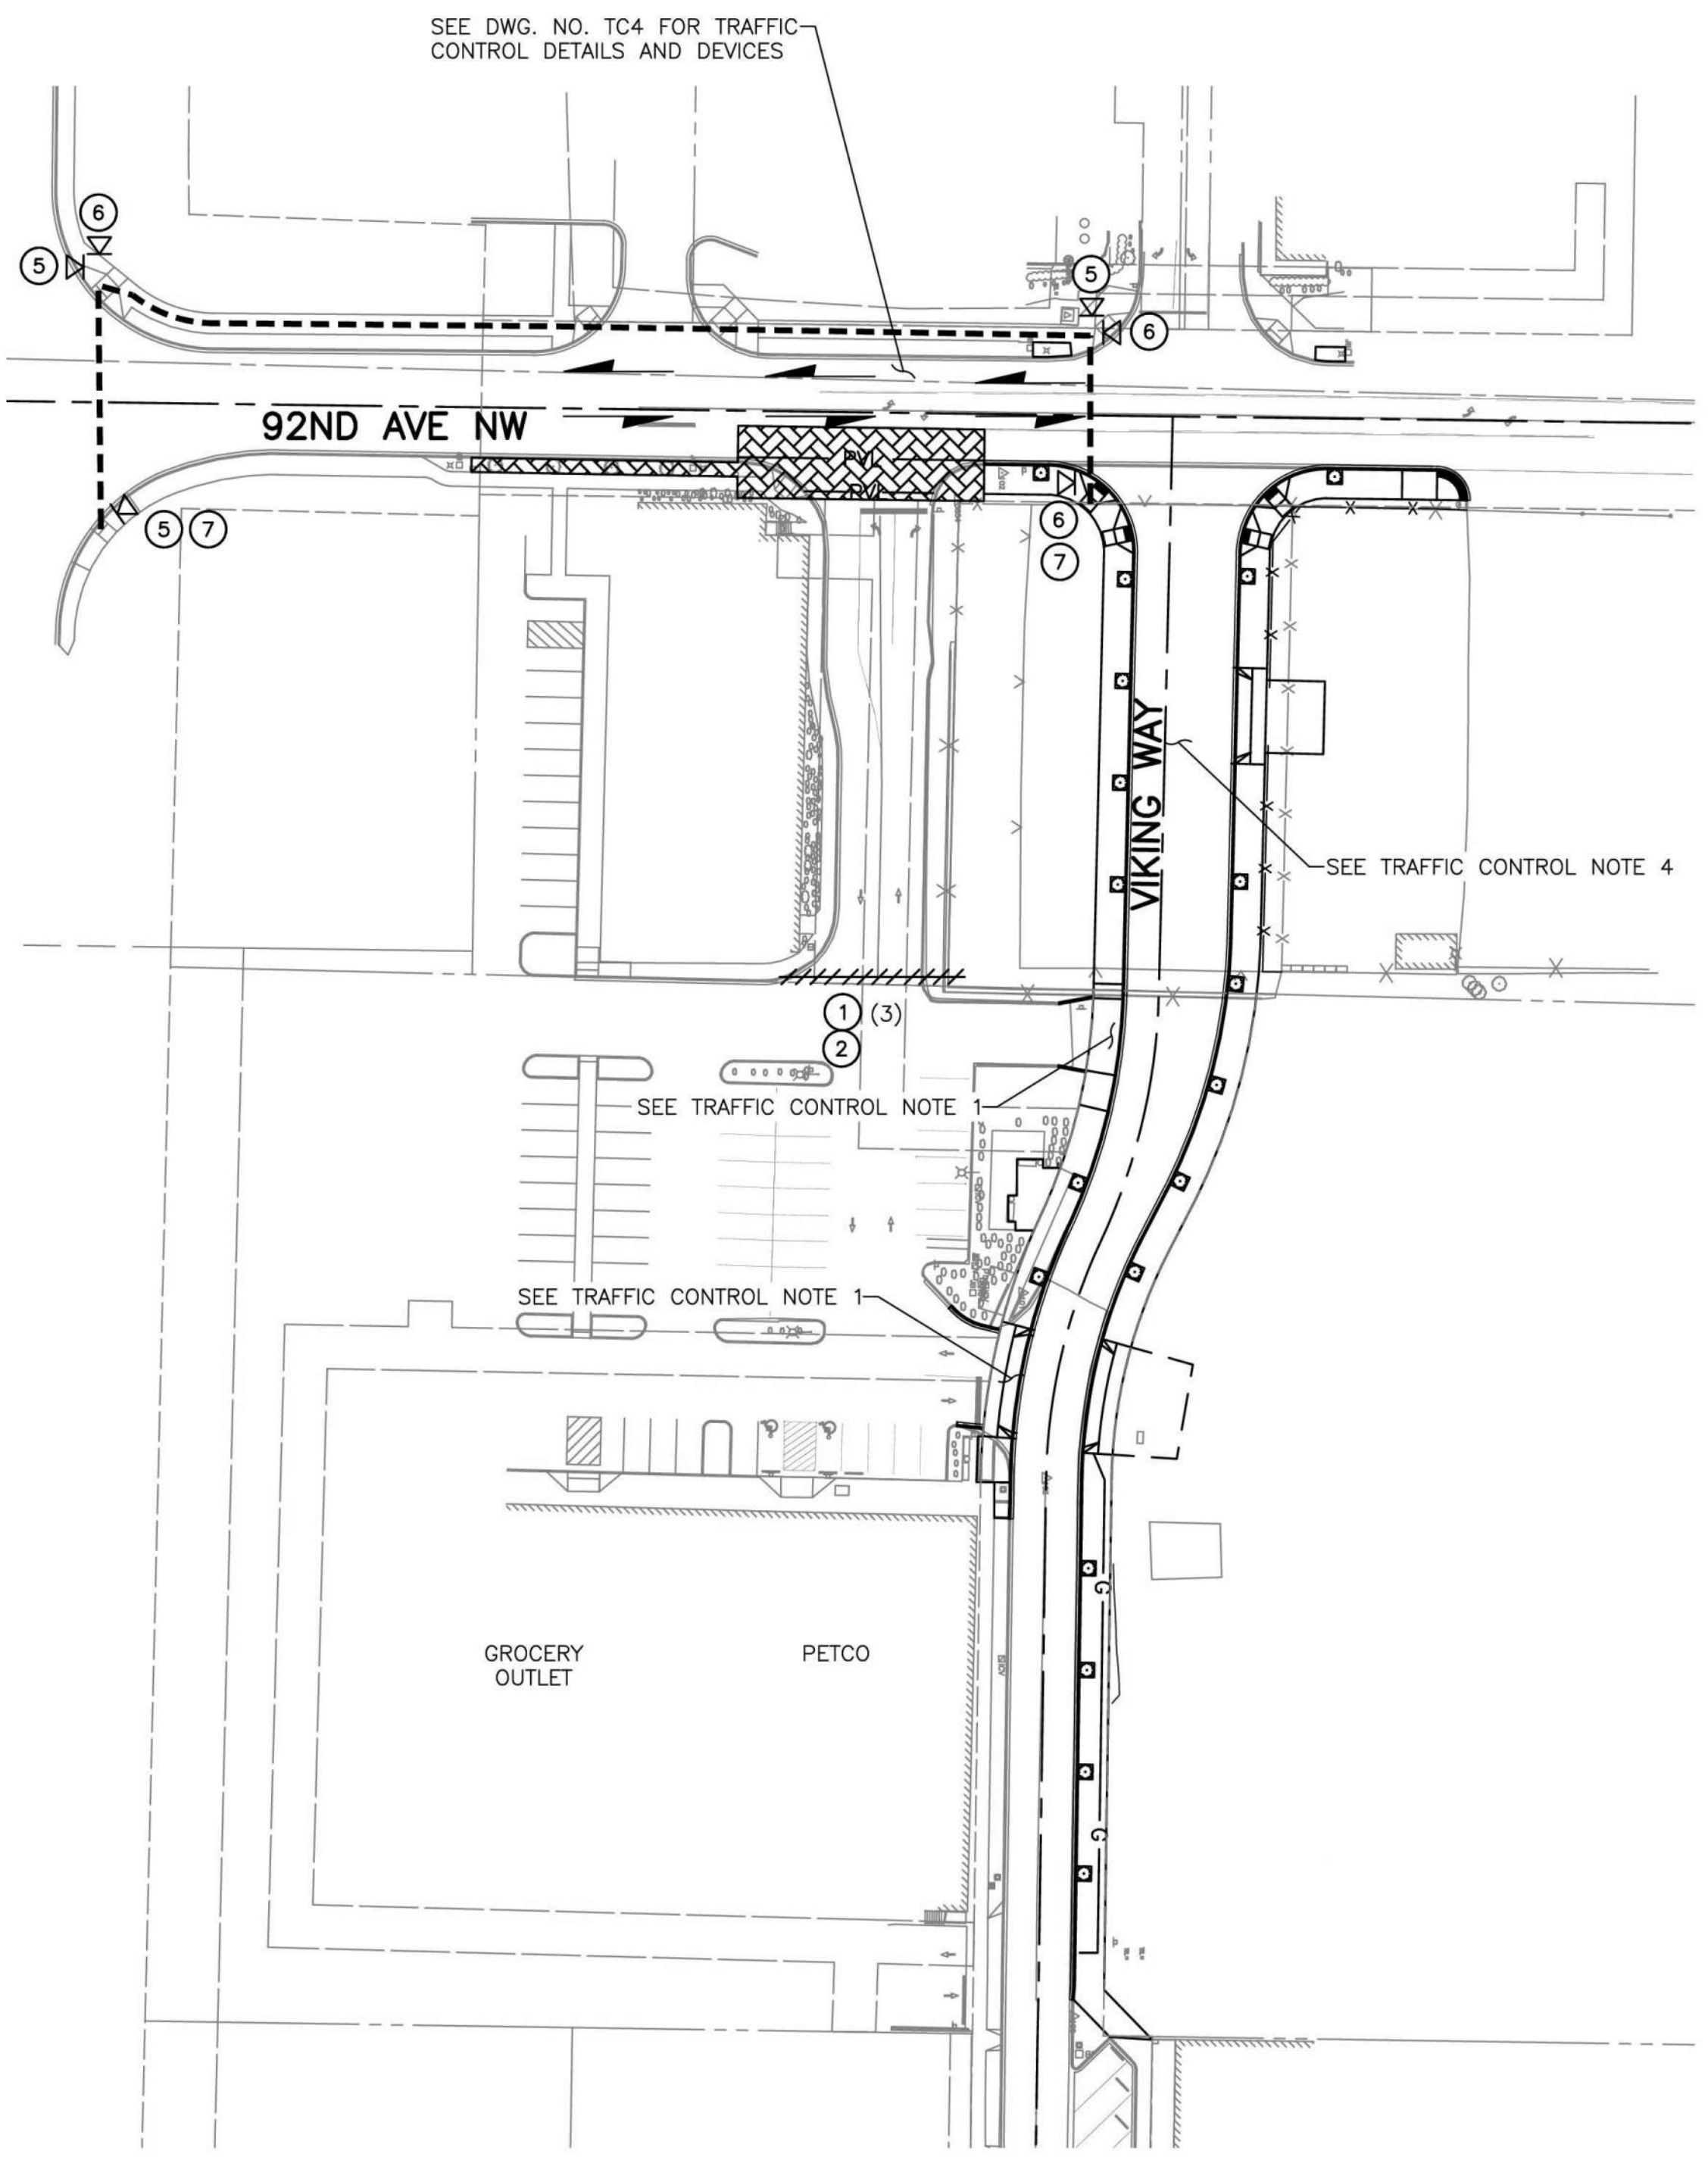 SEE DWG. NO. TC4 FOR TRAFFIC
CONTROL DETAILS AND DEVICES
6
5
5
6
92ND AVE NW
5 7
6
7
VIKING WAY
SEE TRAFFIC CONTROL NOTE 4
1 (3)
2
SEE TRAFFIC CONTROL NOTE 1
SEE TRAFFIC CONTROL NOTE 1
G
GROCERY
OUTLET
PETCO
G